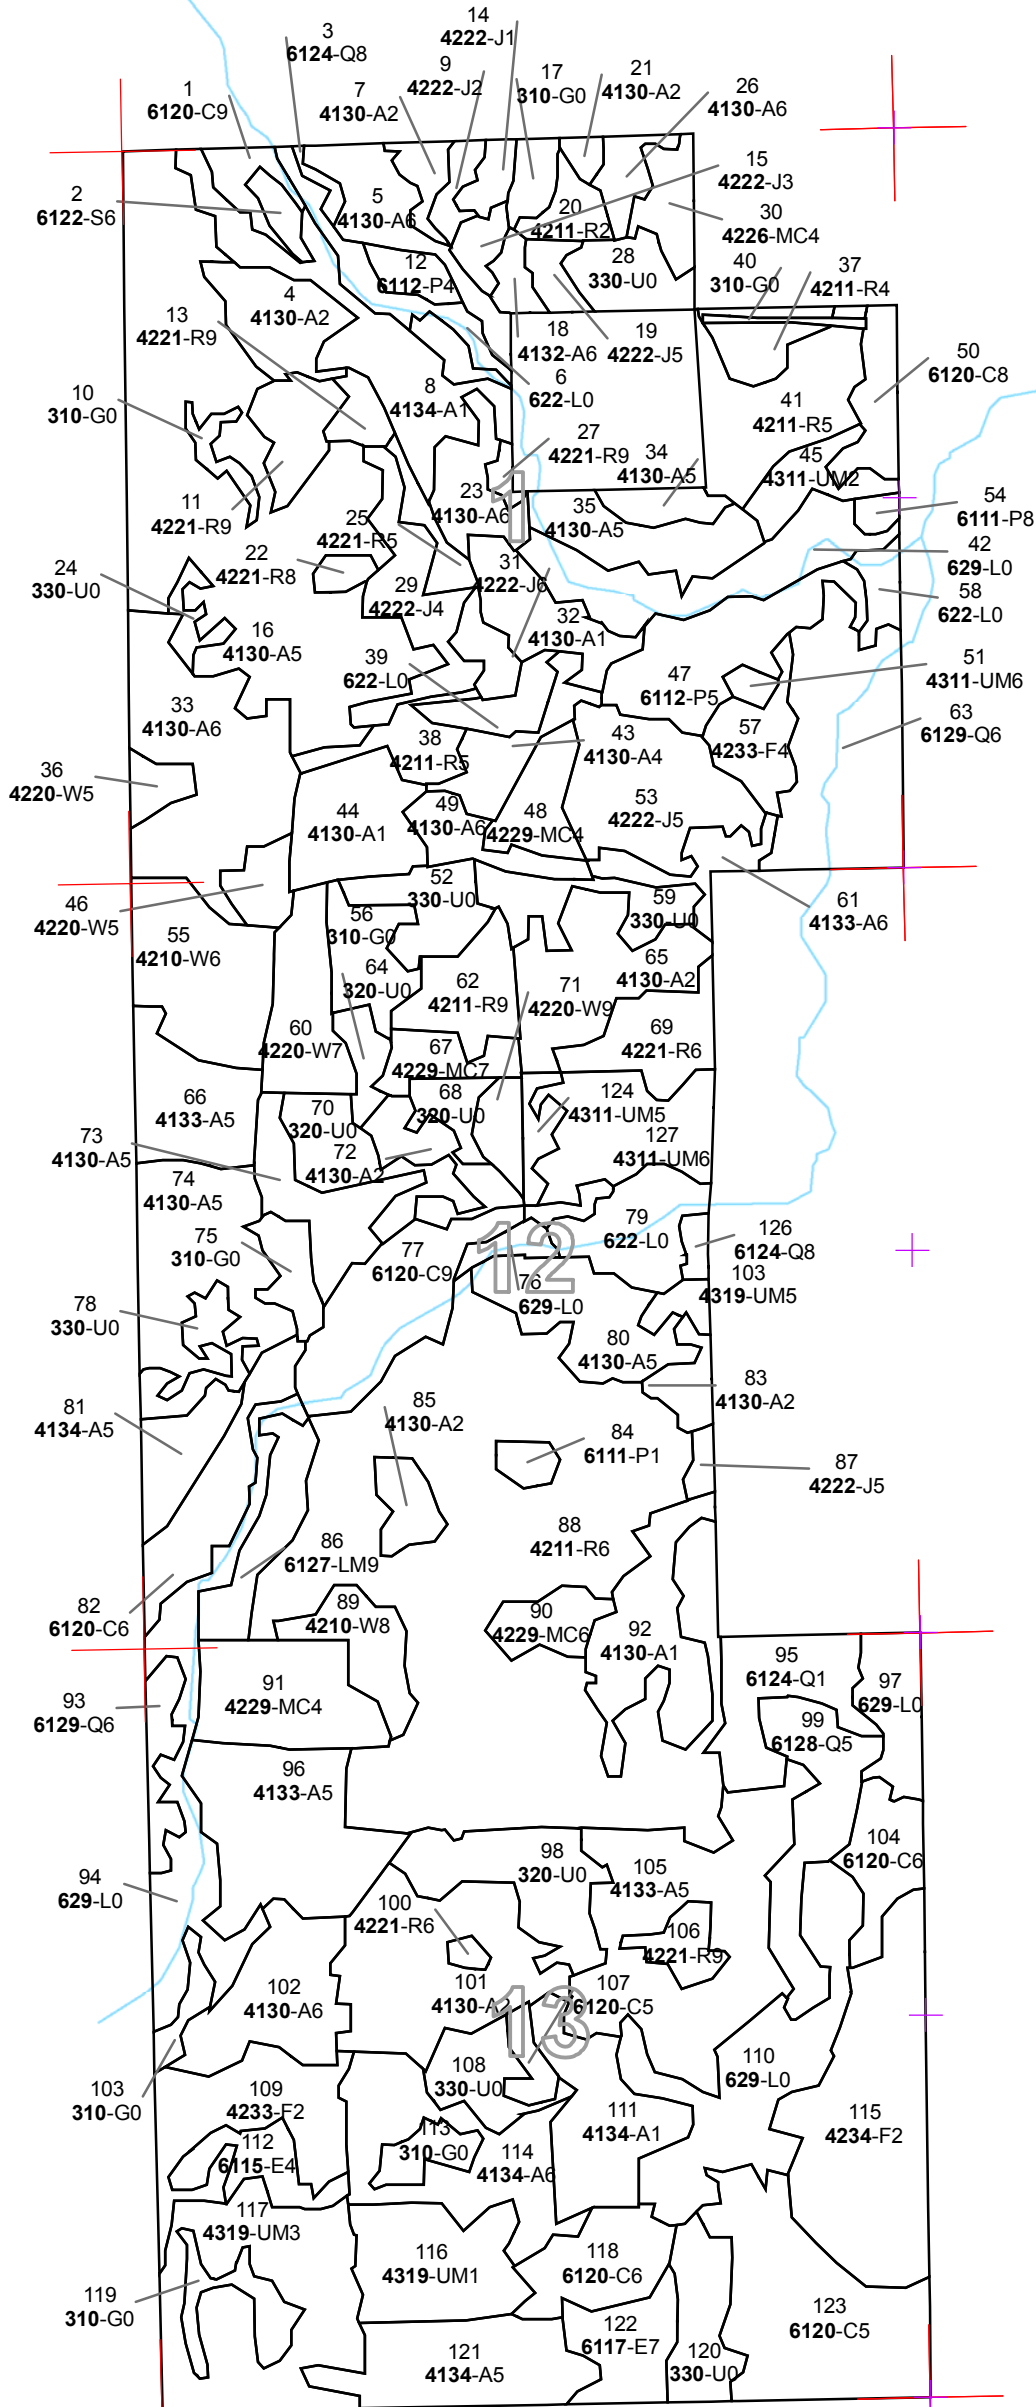 3
6124-Q8
14
4222-J1
1
6120-C9
7
4130-A2
9
4222-J2
17
310-G0
21
4130-A2
26
4130-A6
2
6122-S6
5
4130-A6
15
4222-J3
20
4211-R2
30
4226-MC4
12
6112-P4
28
330-U0
40
310-G0
37
4211-R4
4
4130-A2
13
4221-R9
18
4132-A6
19
4222-J5
50
6120-C8
6
622-L0
8
4134-A1
10
310-G0
41
4211-R5
27
4221-R9
34
4130-A5
45
4311-UM2
11
4221-R9
23
4130-A6
1
35
4130-A5
54
6111-P8
25
4221-R5
42
629-L0
22
4221-R8
24
330-U0
31
4222-J6
29
4222-J4
58
622-L0
16
4130-A5
32
4130-A1
39
622-L0
47
6112-P5
51
4311-UM6
33
4130-A6
63
6129-Q6
38
4211-R5
43
4130-A4
57
4233-F4
36
4220-W5
44
4130-A1
49
4130-A6
48
4229-MC4
53
4222-J5
46
4220-W5
52
330-U0
59
330-U0
61
4133-A6
55
4210-W6
56
310-G0
64
320-U0
62
4211-R9
71
4220-W9
65
4130-A2
60
4220-W7
67
4229-MC7
69
4221-R6
66
4133-A5
70
320-U0
68
320-U0
124
4311-UM5
73
4130-A5
72
4130-A2
127
4311-UM6
74
4130-A5
75
310-G0
77
6120-C9
12
79
622-L0
126
6124-Q8
103
4319-UM5
76
629-L0
78
330-U0
80
4130-A5
83
4130-A2
81
4134-A5
85
4130-A2
84
6111-P1
87
4222-J5
86
6127-LM9
88
4211-R6
82
6120-C6
89
4210-W8
90
4229-MC6
92
4130-A1
95
6124-Q1
97
629-L0
91
4229-MC4
93
6129-Q6
99
6128-Q5
96
4133-A5
98
320-U0
105
4133-A5
104
6120-C6
94
629-L0
100
4221-R6
106
4221-R9
102
4130-A6
101
4130-A2
13
107
6120-C5
103
310-G0
109
4233-F2
108
330-U0
110
629-L0
111
4134-A1
115
4234-F2
112
6115-E4
113
310-G0
114
4134-A6
117
4319-UM3
116
4319-UM1
118
6120-C6
119
310-G0
123
6120-C5
121
4134-A5
122
6117-E7
120
330-U0